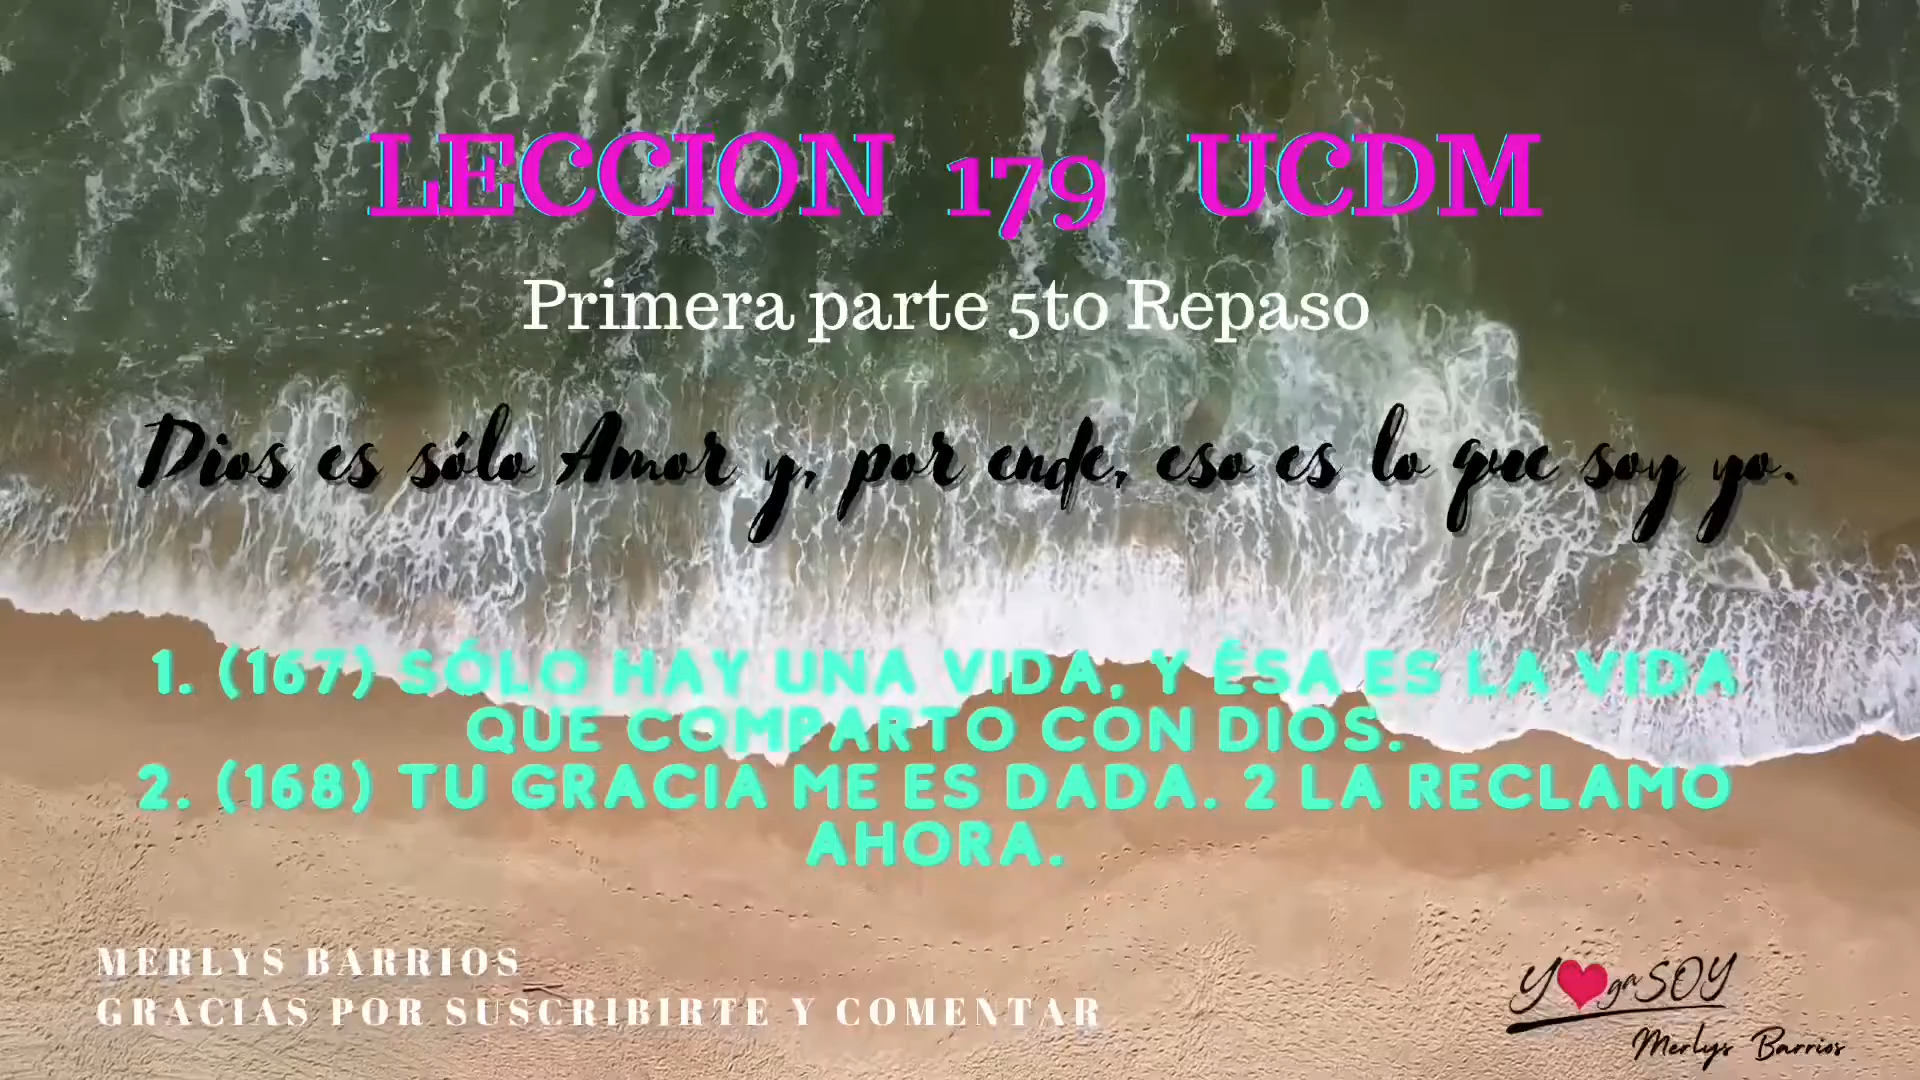 LECCION 179 UCDM
Primera parte 5to Repaso
Dios es sólo Amor y, por ende, eso es lo que soy yo.
1. (167) SÓLO HAY UNA VIDA, Y ÉSA ES LA VIDA
QUE COMPARTO CON DIOS.
2. (168) TU GRACIA ME ES DADA. 2 LA RECLAMO
AHORA.
MERLYS BARRIOS
GRACIAS POR SUSCRIBIRTE Y COMENTAR
Y❤gaSOY
Merlys Barrios